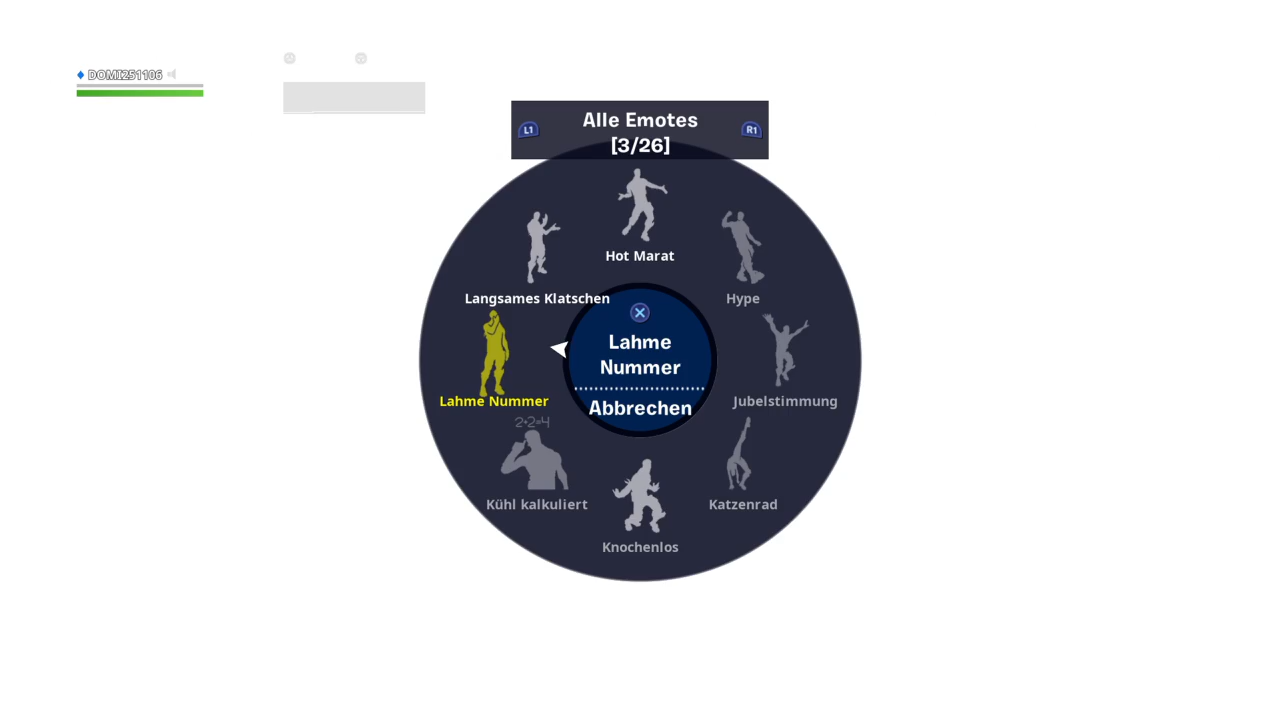 DOMI251106
L1
Alle Emotes
[3/26]
R1
Hot Marat
Langsames Klatschen
Hype
Lahme
Nummer
Abbrechen
Lahme Nummer
Jubelstimmung
2+2=4
Kühl kalkuliert
Katzenrad
Knochenlos